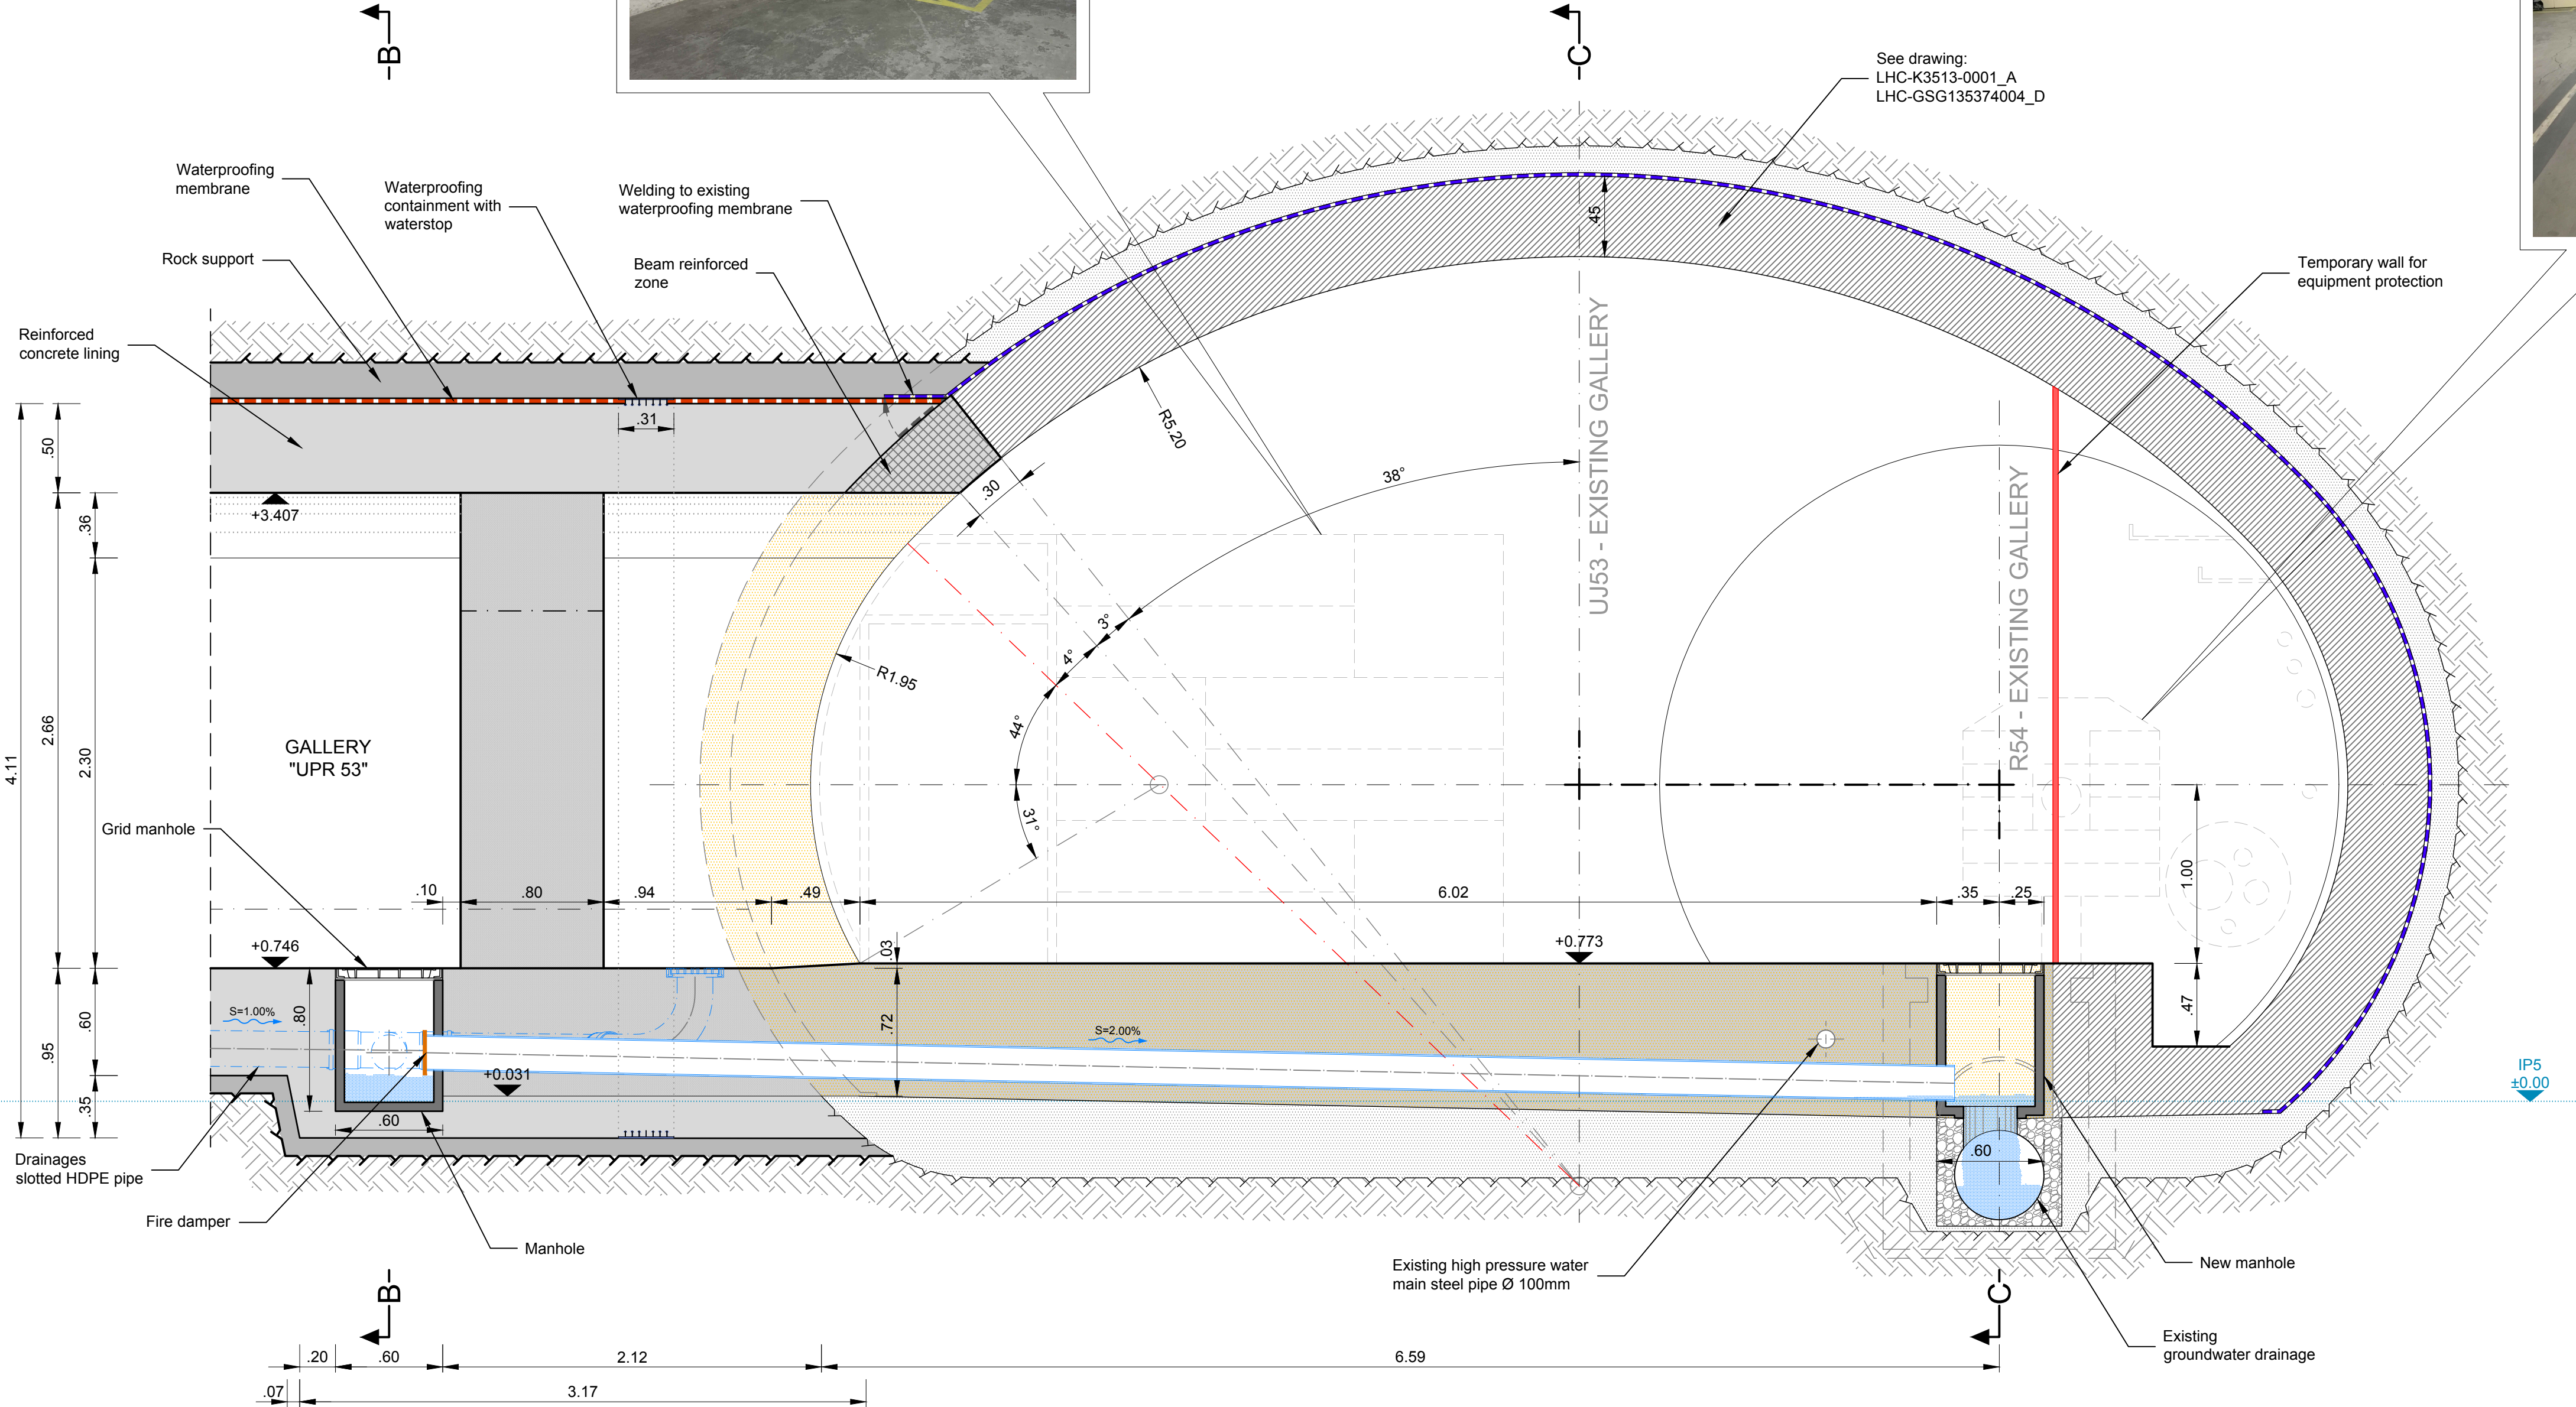 B
C
See drawing:
LHC-K3513-0001_A
LHC-GSG135374004_D
Waterproofing
membrane
Waterproofing
containment with
waterstop
Welding to existing
waterproofing membrane
Rock support
Beam reinforced
zone
Temporary wall for
equipment protection
Reinforced
concrete lining
.45
.31
R5.20
UJ53 - EXISTING GALLERY
R54 - EXISTING GALLERY
38°
.50
.36
+3.407
.30
3°
4°
44°
31°
R1.95
4.11
2.66
2.30
GALLERY
"UPR 53"
Grid manhole
.10
.80
.94
.49
6.02
.35
.25
1.00
+0.746
.03
+0.773
.47
S=1.00%
.80
.72
S=2.00%
.95
.60
.35
+0.031
.60
.60
IP5
±0.00
Drainages
slotted HDPE pipe
Fire damper
Manhole
Existing high pressure water
main steel pipe Ø 100mm
New manhole
Existing
groundwater drainage
B
C
.20
.60
2.12
6.59
.07
3.17